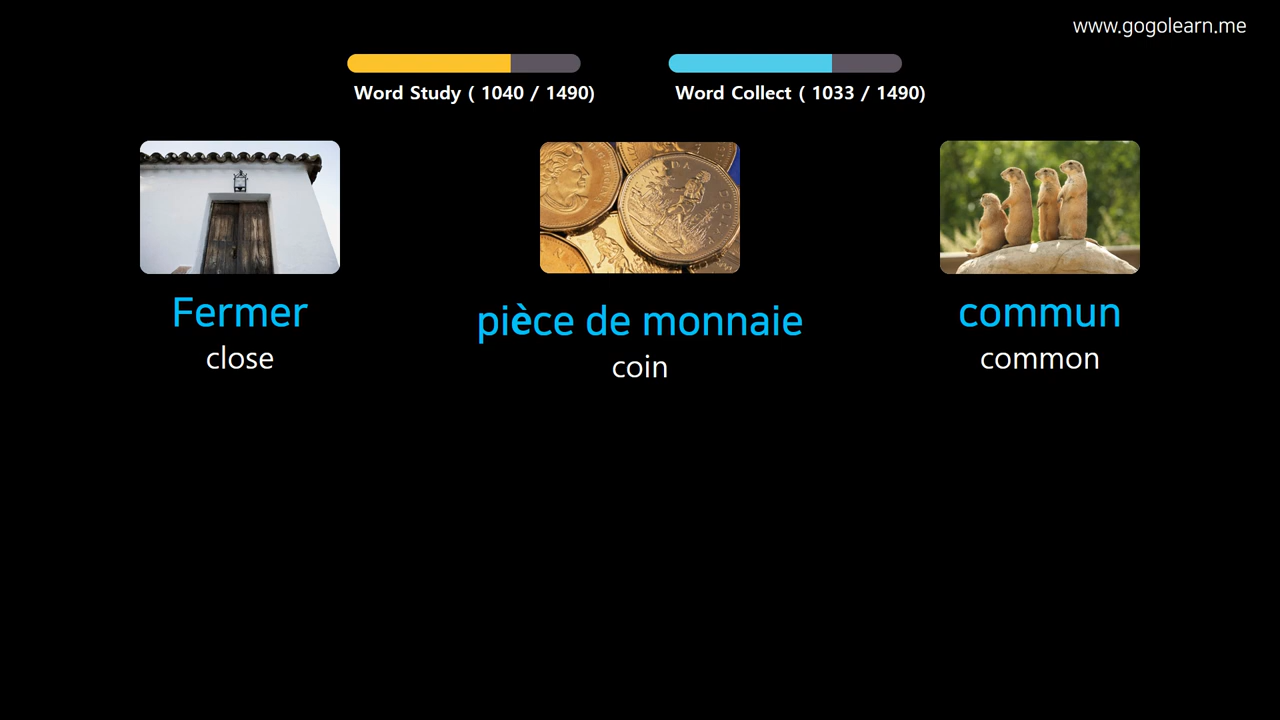 www.gogolearn.me
Word Study ( 1040 / 1490)
Word Collect ( 1033 / 1490)
Fermer
close
pièce de monnaie
coin
commun
common